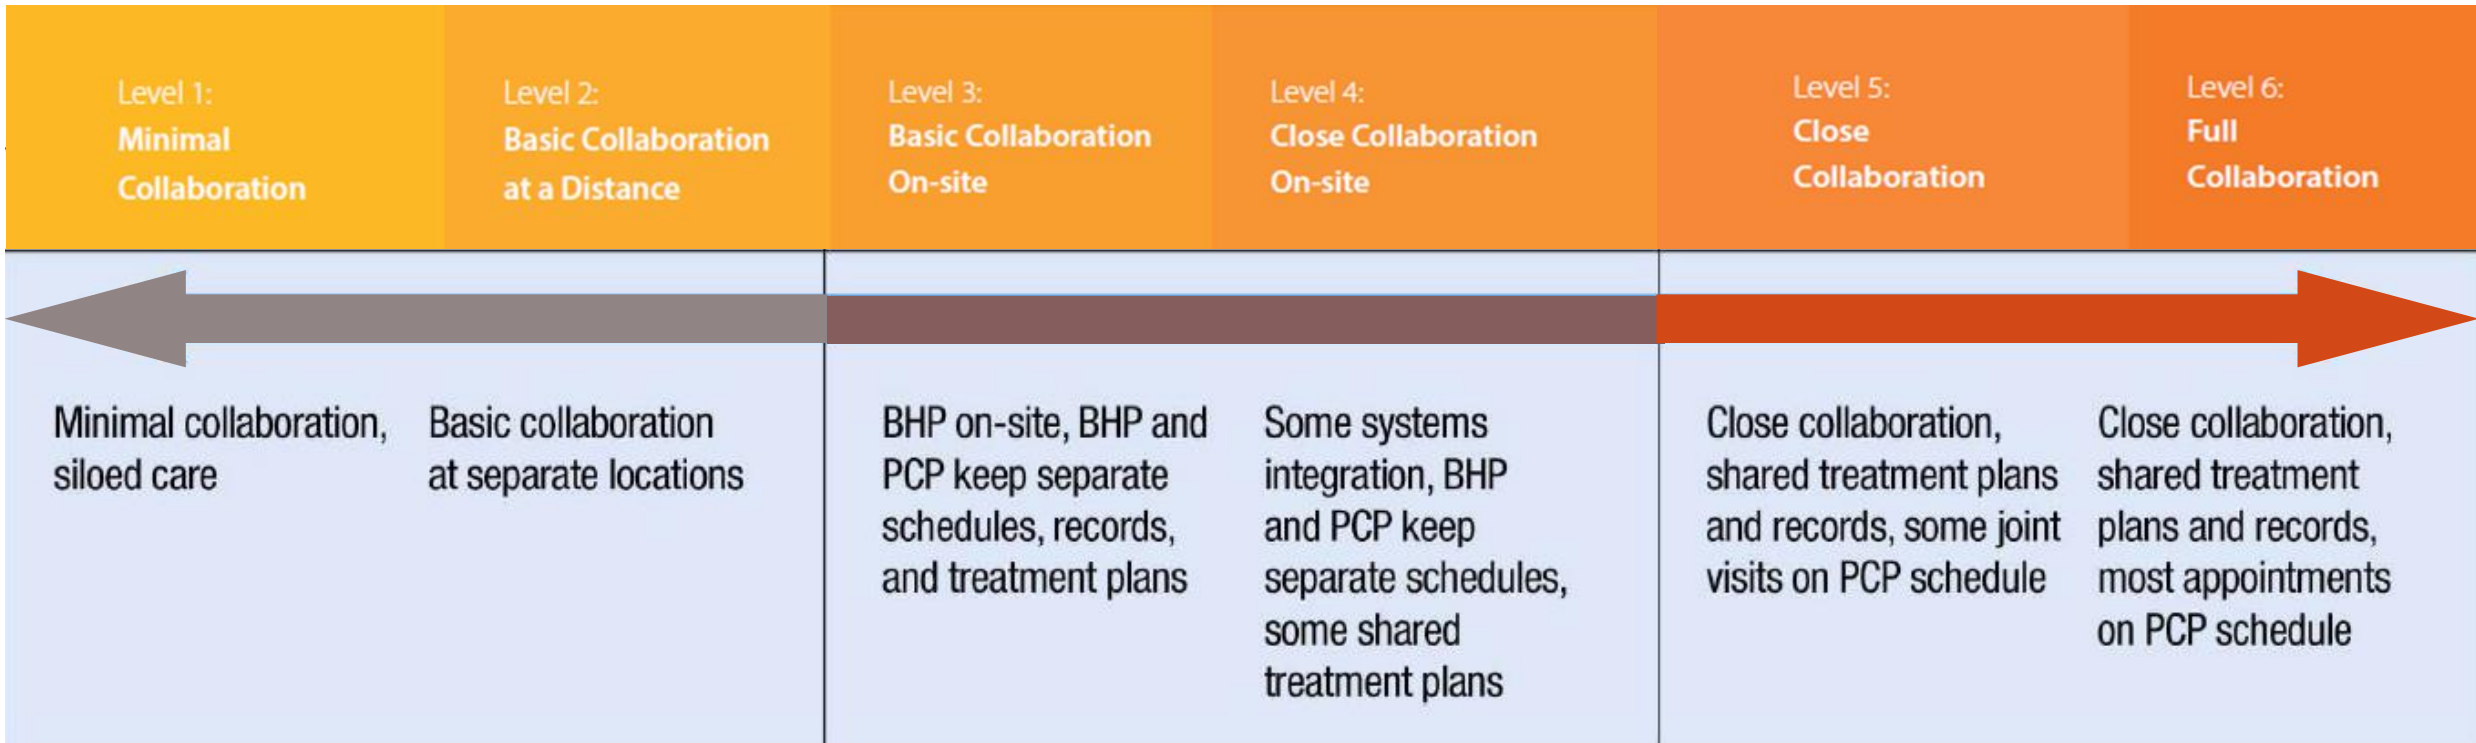 Level 1:
Minimal
Collaboration
Level 2:
Basic Collaboration
at a Distance
Level 3:
Basic Collaboration
On-site
Level 4:
Close Collaboration
On-site
Level 5:
Close
Collaboration
Level 6:
Full
Collaboration
Minimal collaboration,
siloed care
Basic collaboration
at separate locations
BHP on-site, BHP and
PCP keep separate
schedules, records,
and treatment plans
Some systems
integration, BHP
and PCP keep
separate schedules,
some shared
treatment plans
Close collaboration,
shared treatment plans
and records, some joint
visits on PCP schedule
Close collaboration,
shared treatment
plans and records,
most appointments
on PCP schedule